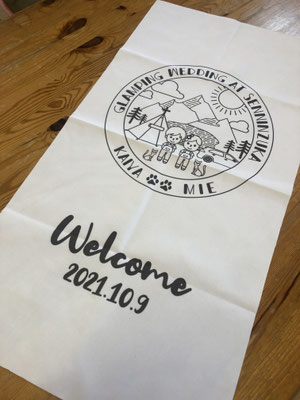 GLAMPING WEDDING AT SENNINZUKA
KAIYA MIE
Welcome
2021.10.9